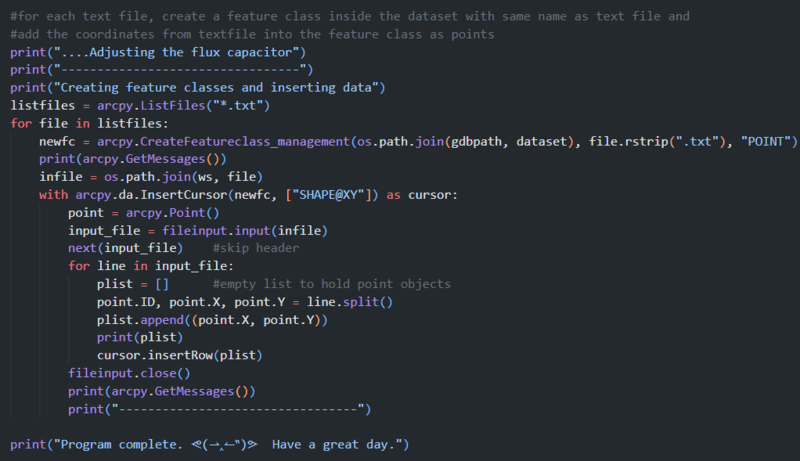 #for each text file, create a feature class inside the dataset with same name as text file and
#add the coordinates from textfile into the feature class as points
print("....Adjusting the flux capacitor")
print("---------------------------------")
print("Creating feature classes and inserting data")
listfiles = arcpy.ListFiles("*.txt")
for file in listfiles:
    newfc = arcpy.CreateFeatureclass_management(os.path.join(gdbpath, dataset), file.rstrip(".txt"), "POINT")
    print(arcpy.GetMessages())
    infile = os.path.join(ws, file)
    with arcpy.da.InsertCursor(newfc, ["SHAPE@XY"]) as cursor:
        point = arcpy.Point()
        input_file = fileinput.input(infile)
        next(input_file)    #skip header
        for line in input_file:
            plist = []      #empty list to hold point objects
            point.ID, point.X, point.Y = line.split()
            plist.append((point.X, point.Y))
            print(plist)
            cursor.insertRow(plist)
        fileinput.close()
        print(arcpy.GetMessages())
        print("---------------------------------")
print("Program complete. Have a great day.")